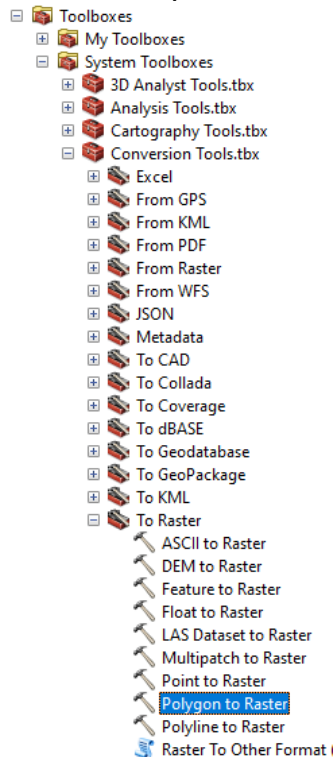 Toolboxes
My Toolboxes
System Toolboxes
3D Analyst Tools.tbx
Analysis Tools.tbx
Cartography Tools.tbx
Conversion Tools.tbx
Excel
From GPS
From KML
From PDF
From Raster
From WFS
JSON
Metadata
To CAD
To Collada
To Coverage
To dBASE
To Geodatabase
To GeoPackage
To KML
To Raster
ASCII to Raster
DEM to Raster
Feature to Raster
Float to Raster
LAS Dataset to Raster
Multipatch to Raster
Point to Raster
Polygon to Raster
Polyline to Raster
Raster To Other Format (